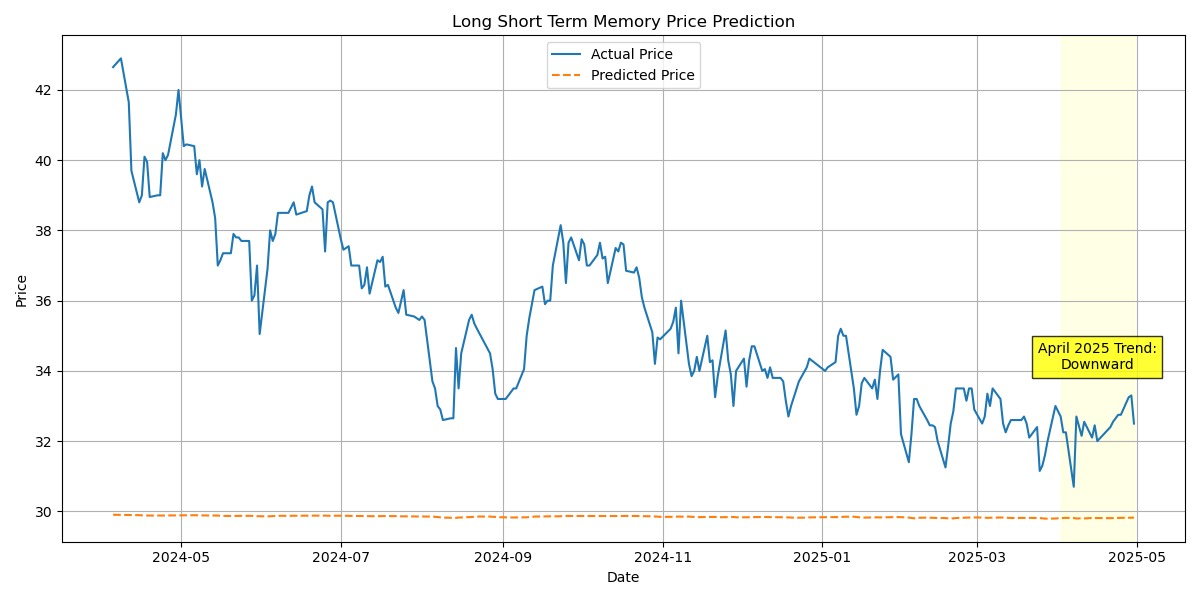 Long Short Term Memory Price Prediction
Actual Price
Predicted Price
42
40
38
36
34
32
30
Price
April 2025 Trend:
Downward
2024-05
2024-07
2024-09
2024-11
2025-01
2025-03
2025-05
Date